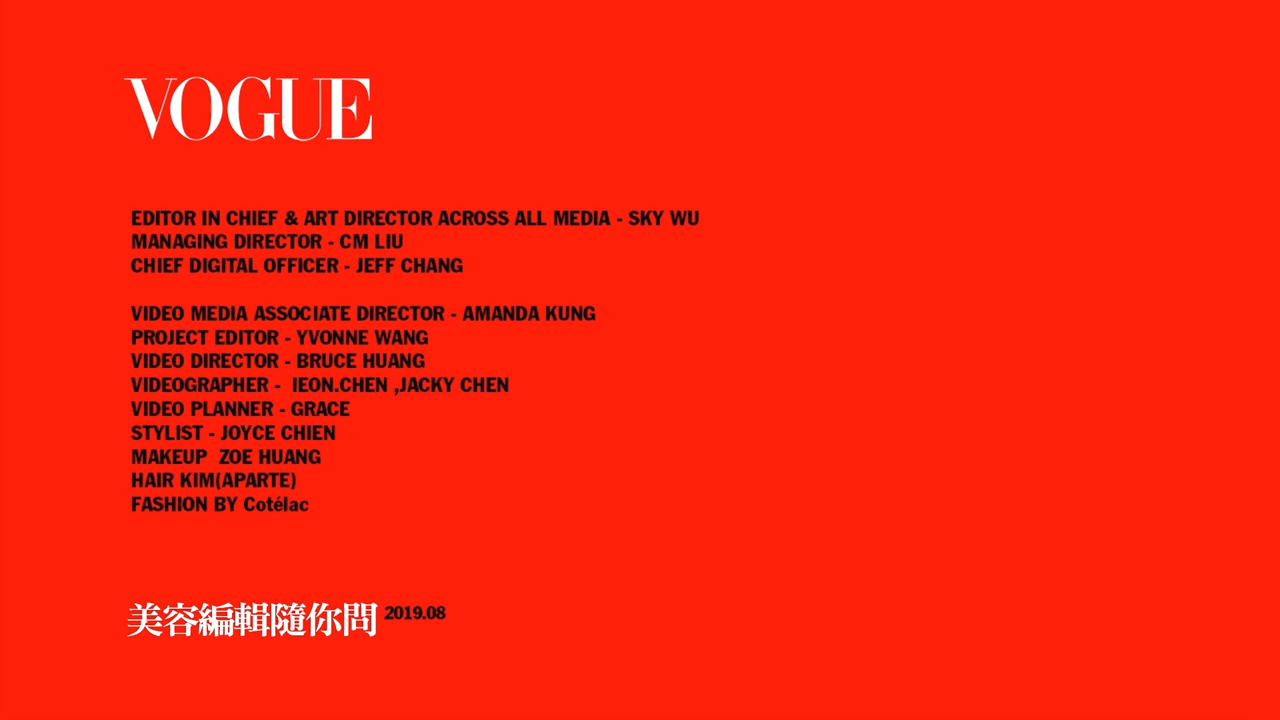 VOGUE
EDITOR IN CHIEF & ART DIRECTOR ACROSS ALL MEDIA - SKY WU
MANAGING DIRECTOR - CM LIU
CHIEF DIGITAL OFFICER - JEFF CHANG
VIDEO MEDIA ASSOCIATE DIRECTOR - AMANDA KUNG
PROJECT EDITOR - YVONNE WANG
VIDEO DIRECTOR - BRUCE HUANG
VIDEOGRAPHER -  IEON.CHEN ,JACKY CHEN
VIDEO PLANNER - GRACE
STYLIST - JOYCE CHIEN
MAKEUP  ZOE HUANG
HAIR KIM(APARTE)
FASHION BY Cotélac
美容編輯隨你問 2019.08